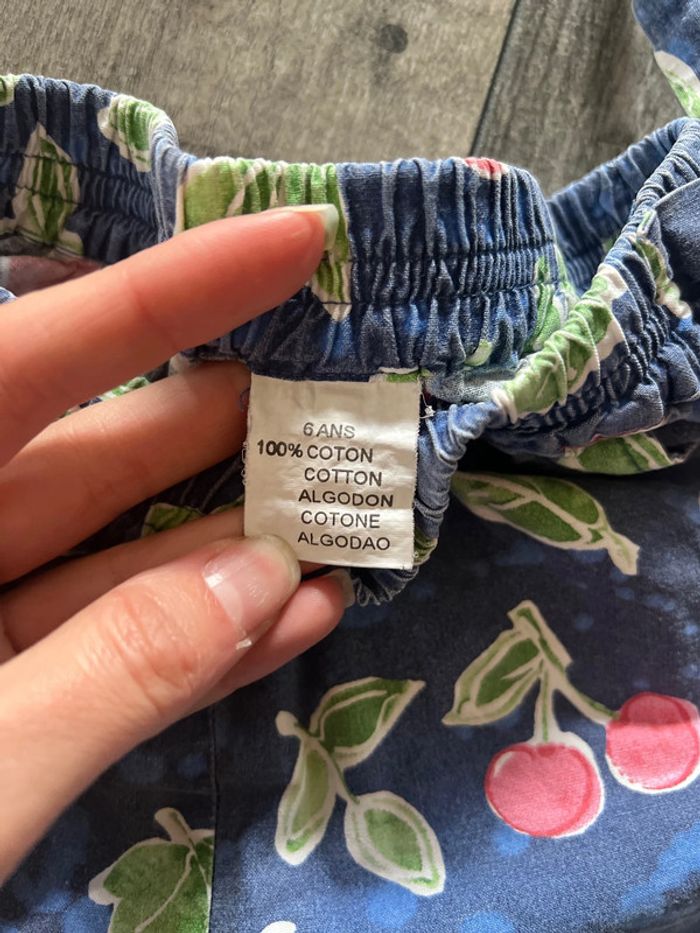 6 ANS
100% COTON
COTTON
ALGODON
COTONE
ALGODAO